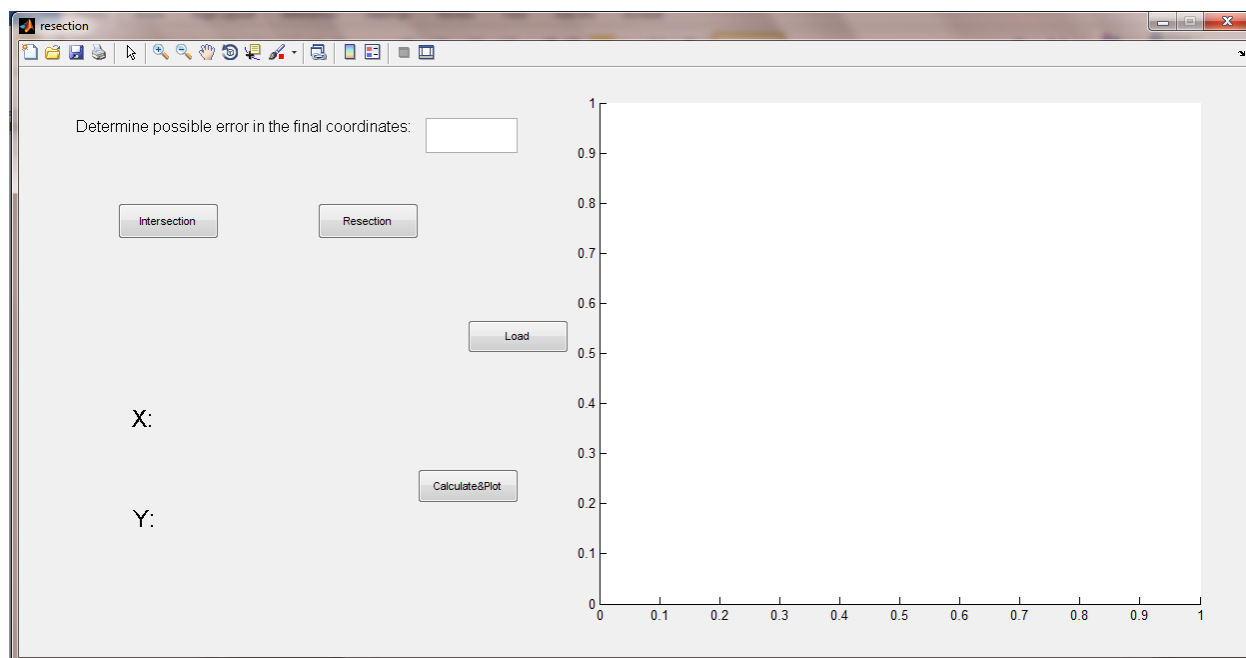 resection
Determine possible error in the final coordinates:
Intersection
Resection
Load
X:
Calculate&Plot
Y:
1
0.9
0.8
0.7
0.6
0.5
0.4
0.3
0.2
0.1
0
0 0.1 0.2 0.3 0.4 0.5 0.6 0.7 0.8 0.9 1